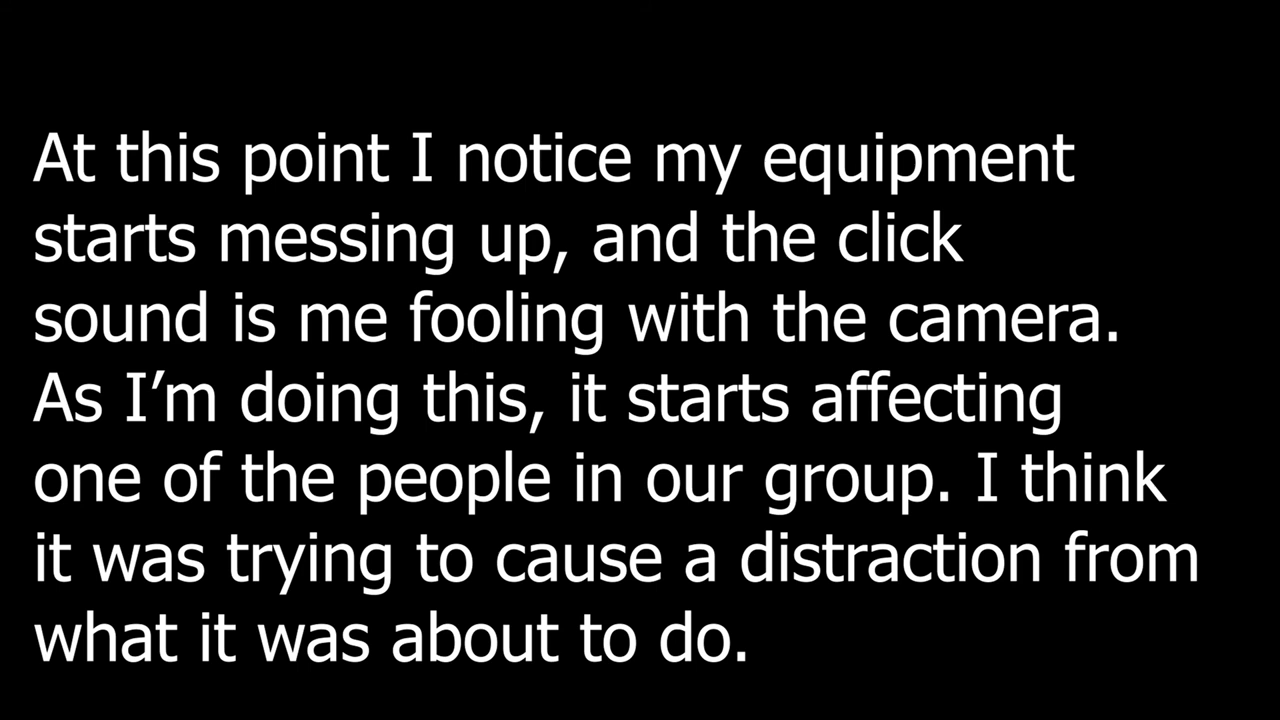 At this point I notice my equipment
starts messing up, and the click
sound is me fooling with the camera.
As I’m doing this, it starts affecting
one of the people in our group. I think
it was trying to cause a distraction from
what it was about to do.